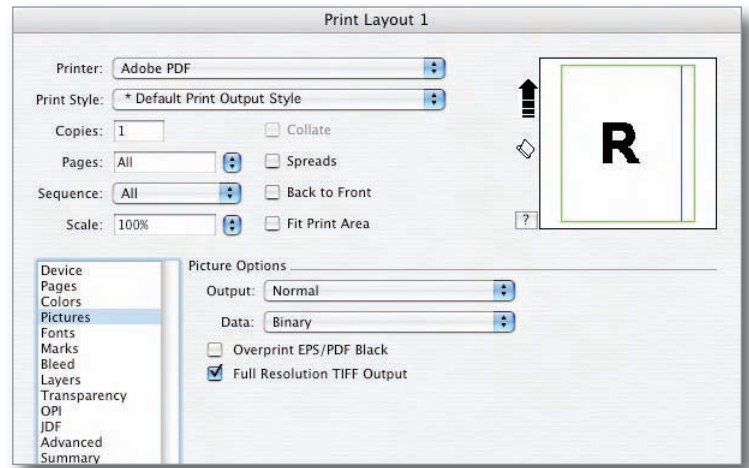 Print Layout 1
Printer: Adobe PDF
Print Style: * Default Print Output Style
Copies: 1 Collate
Pages: All Spreads
Sequence: All Back to Front
Scale: 100% Fit Print Area
R
?
Device
Pages
Colors
Pictures
Fonts
Marks
Bleed
Layers
Transparency
OPI
JDF
Advanced
Summary
Picture Options
Output: Normal
Data: Binary
Overprint EPS/PDF Black
Full Resolution TIFF Output